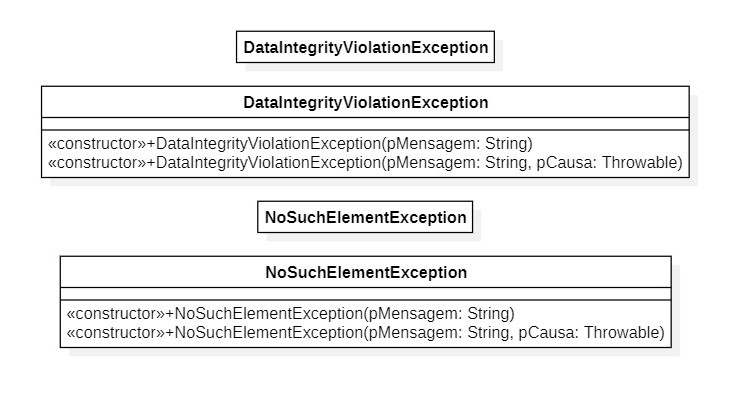 DataIntegrityViolationException
DataIntegrityViolationException
«constructor»+DataIntegrityViolationException(pMensagem: String)
«constructor»+DataIntegrityViolationException(pMensagem: String, pCausa: Throwable)
NoSuchElementException
NoSuchElementException
«constructor»+NoSuchElementException(pMensagem: String)
«constructor»+NoSuchElementException(pMensagem: String, pCausa: Throwable)